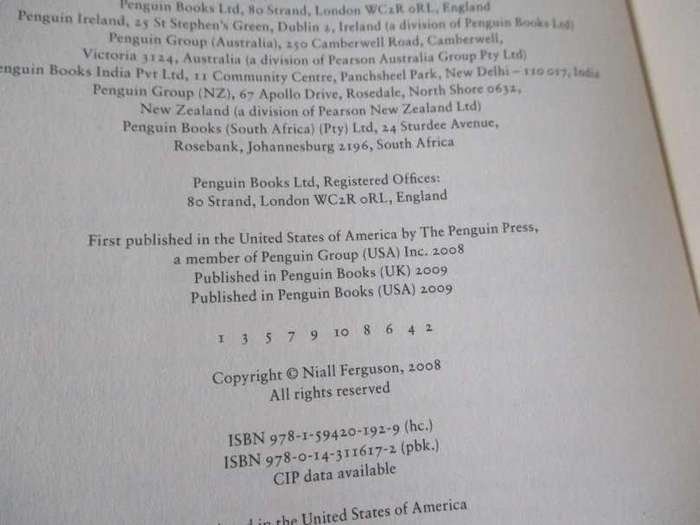 Penguin Books Ltd, 80 Strand, London WC2R 0RL, England
Penguin Ireland, 25 St Stephen's Green, Dublin 2, Ireland (a division of Penguin Books Ltd)
Penguin Group (Australia), 250 Camberwell Road, Camberwell,
Victoria 3124, Australia (a division of Pearson Australia Group Pty Ltd)
enguin Books India Pvt Ltd, 11 Community Centre, Panchsheel Park, New Delhi – 110 017, India
Penguin Group (NZ), 67 Apollo Drive, Rosedale, North Shore 0632,
New Zealand (a division of Pearson New Zealand Ltd)
Penguin Books (South Africa) (Pty) Ltd, 24 Sturdee Avenue,
Rosebank, Johannesburg 2196, South Africa
Penguin Books Ltd, Registered Offices:
80 Strand, London WC2R 0RL, England
First published in the United States of America by The Penguin Press,
a member of Penguin Group (USA) Inc. 2008
Published in Penguin Books (UK) 2009
Published in Penguin Books (USA) 2009
1 3 5 7 9 10 8 6 4 2
Copyright © Niall Ferguson, 2008
All rights reserved
ISBN 978-1-59420-192-9 (hc.)
ISBN 978-0-14-311617-2 (pbk.)
CIP data available
in the United States of America